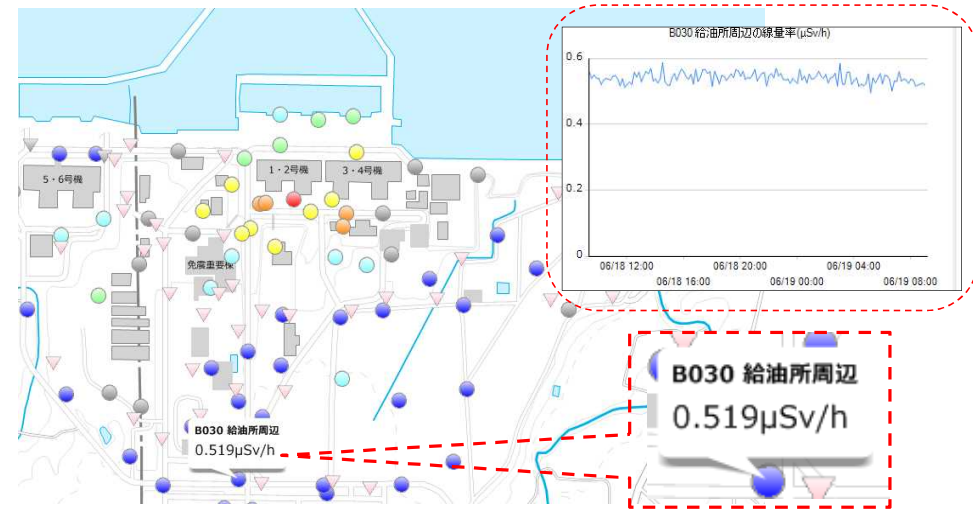 B030 給油所周辺の線量率(μSv/h)
0.6
0.4
0.2
0
06/18 12:00
06/18 20:00
06/19 04:00
06/18 16:00
06/19 00:00
06/19 08:00
5・6号機
1・2号機
3・4号機
免震重要棟
B030 給油所周辺
0.519μSv/h
B030 給油所周辺
0.519μSv/h